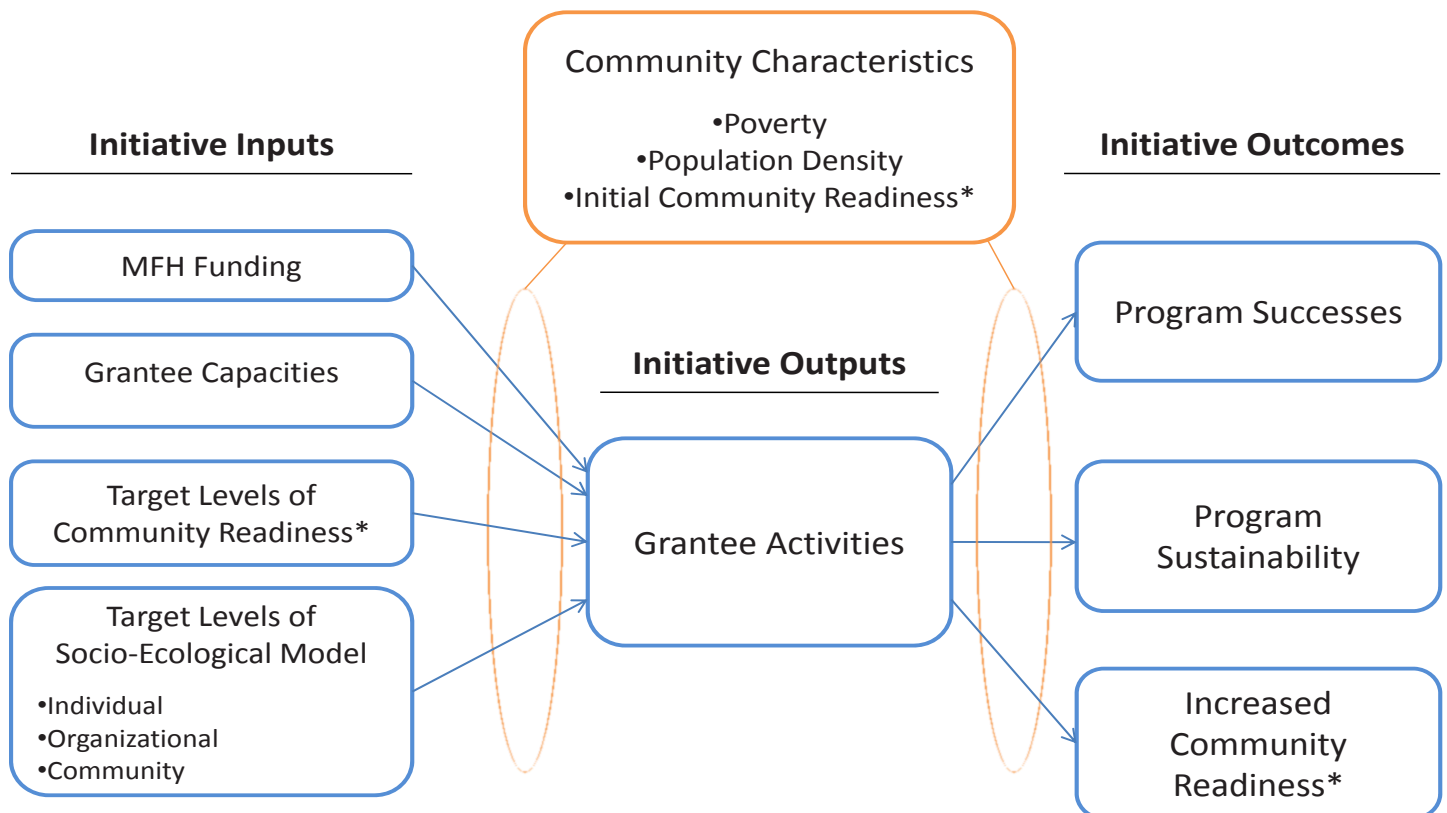 Community Characteristics
•Poverty
•Population Density
•Initial Community Readiness*
Initiative Inputs
MFH Funding
Grantee Capacities
Target Levels of
Community Readiness*
Target Levels of
Socio-Ecological Model
•Individual
•Organizational
•Community
Initiative Outputs
Grantee Activities
Initiative Outcomes
Program Successes
Program
Sustainability
Increased
Community
Readiness*